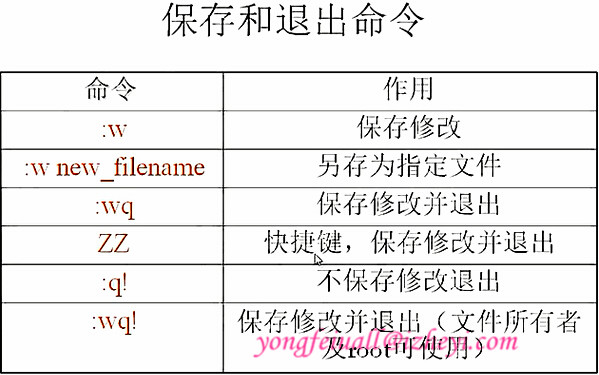 保存和退出命令
命令 作用
:w 保存修改
:w new_filename 另存为指定文件
:wq 保存修改并退出
ZZ 快捷键，保存修改并退出
:q! 不保存修改退出
:wq! 保存修改并退出（文件所有者
及root可使用）